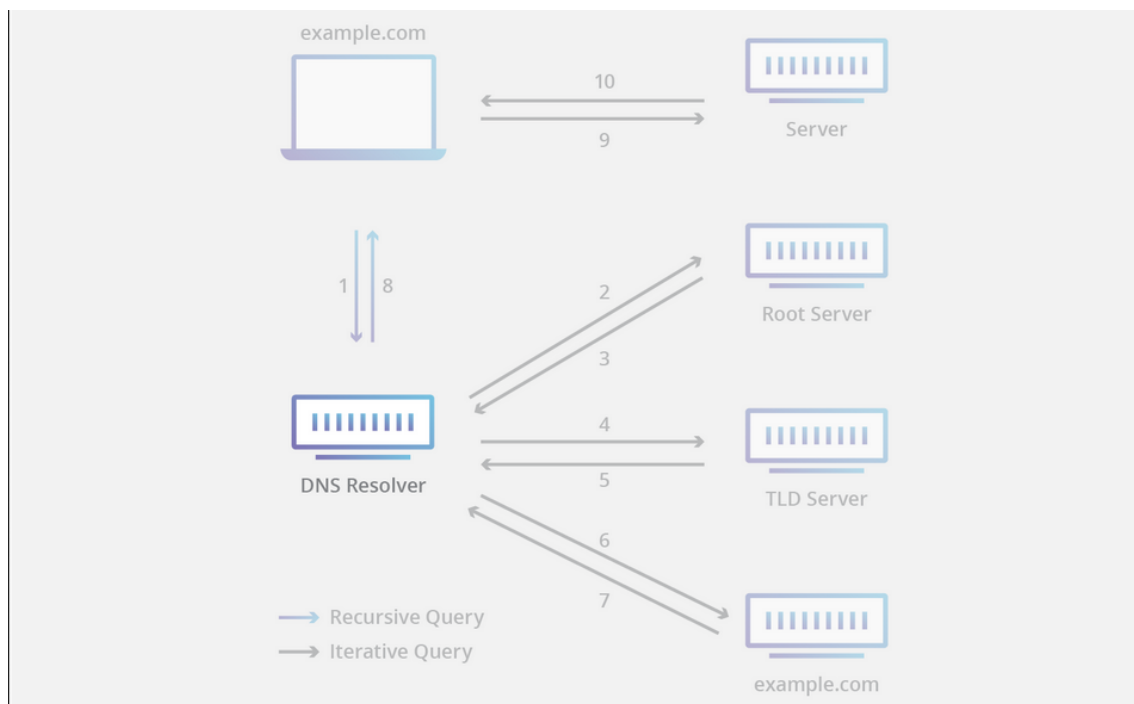 example.com
10
9
Server
1
8
2
3
Root Server
DNS Resolver
4
5
TLD Server
6
7
Recursive Query
Iterative Query
example.com